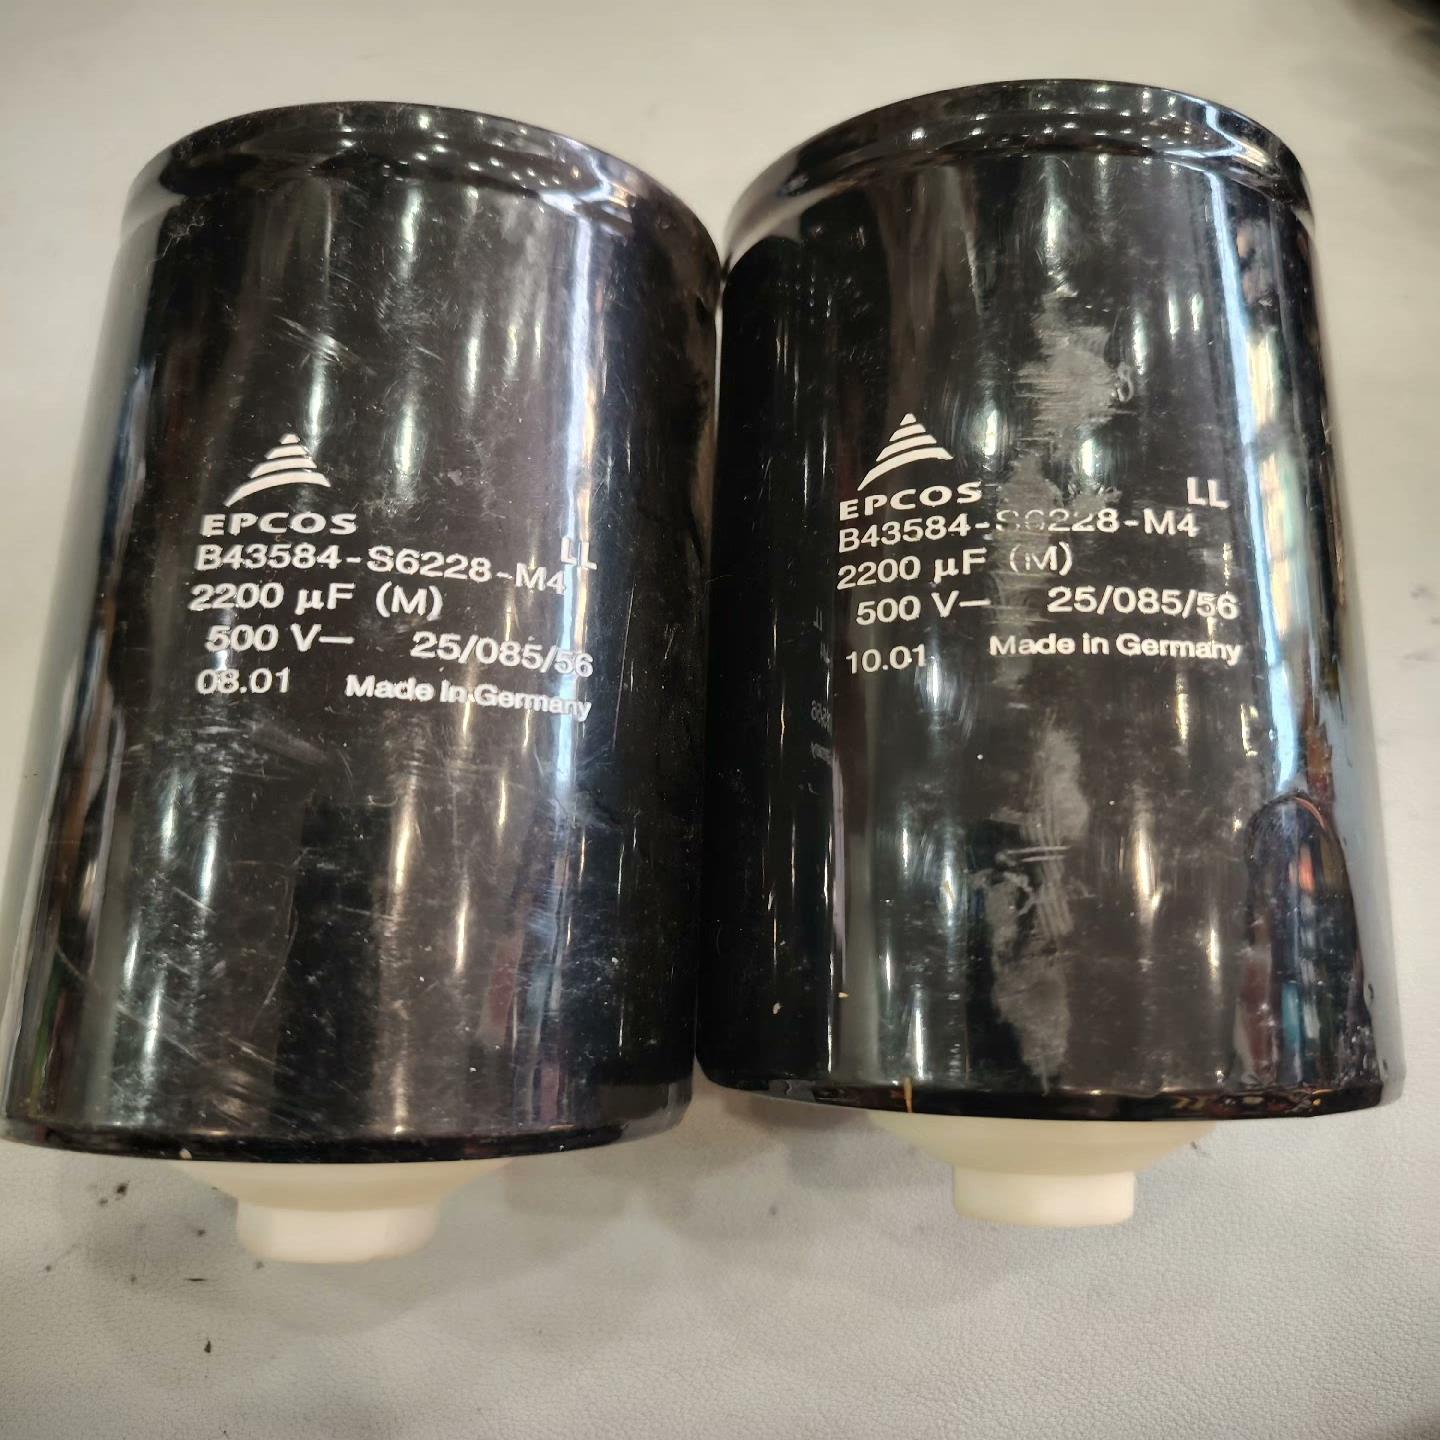 EPCOS
LL
B43584-S6228-M4
2200 µF (M)
500 V— 25/085/56
08.01 Made in Germany
EPCOS
LL
B43584-S6228-M4
2200 µF (M)
500 V— 25/085/56
10.01 Made in Germany